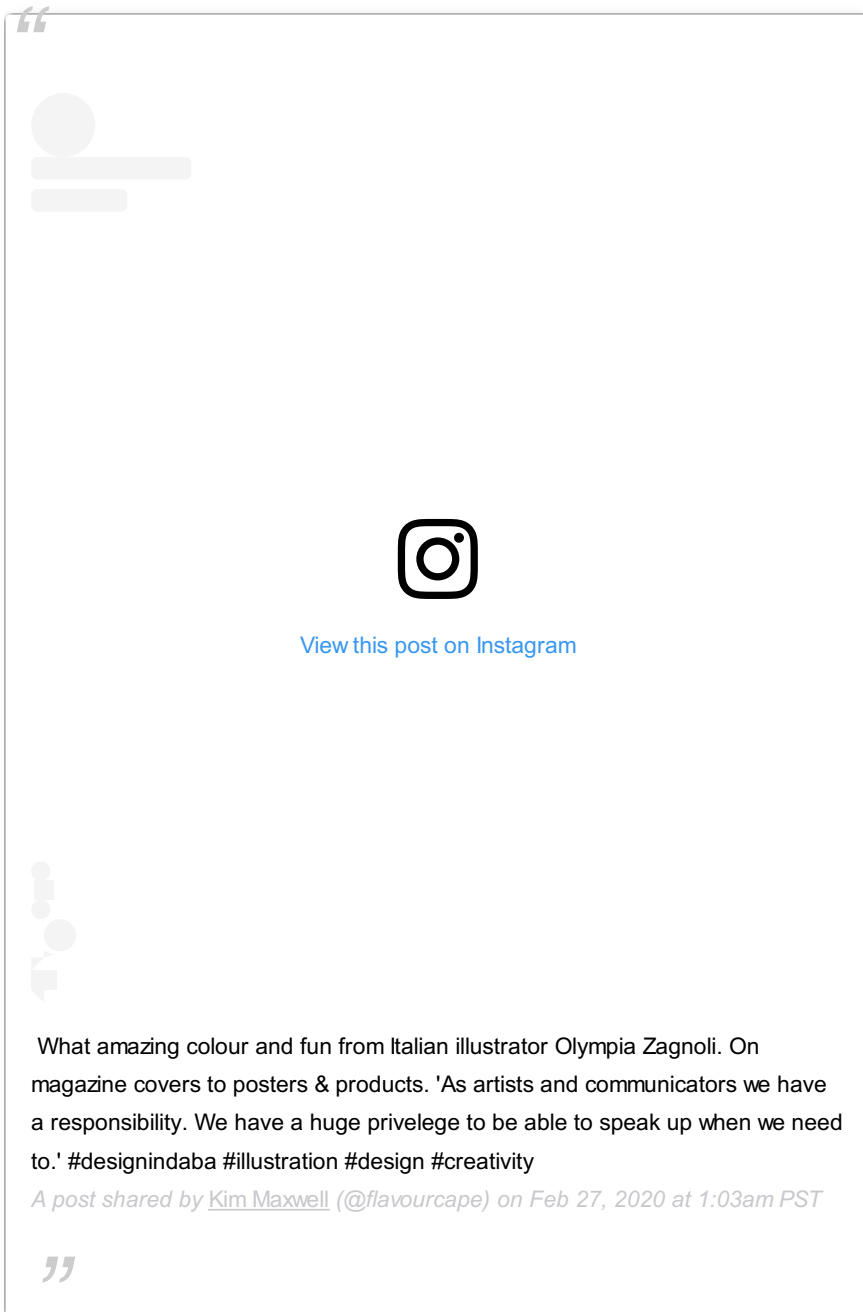 “
View this post on Instagram
What amazing colour and fun from Italian illustrator Olympia Zagnoli. On
magazine covers to posters & products. 'As artists and communicators we have
a responsibility. We have a huge privelege to be able to speak up when we need
to.' #designindaba #illustration #design #creativity
A post shared by Kim Maxwell (@flavourcape) on Feb 27, 2020 at 1:03am PST
”